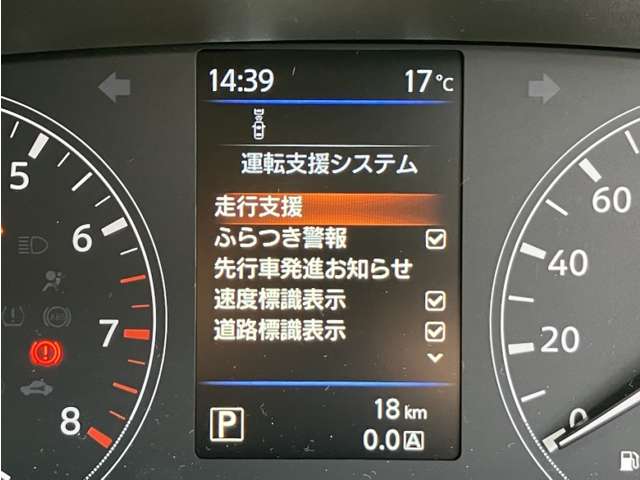 14:39 17℃
運転支援システム
走行支援
ふらつき警報
先行車発進お知らせ
速度標識表示
道路標識表示
P
18 km
0.0 A
5
6
7
8
60
40
20
0
ABS